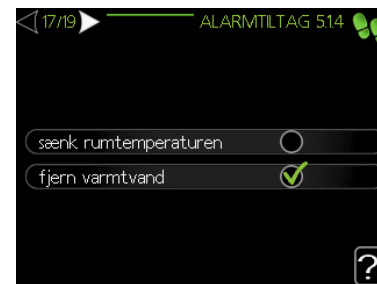 17/19 ALARMTILTAG 5.1.4
sænk rumtemperaturen
fjern varmtvand
?